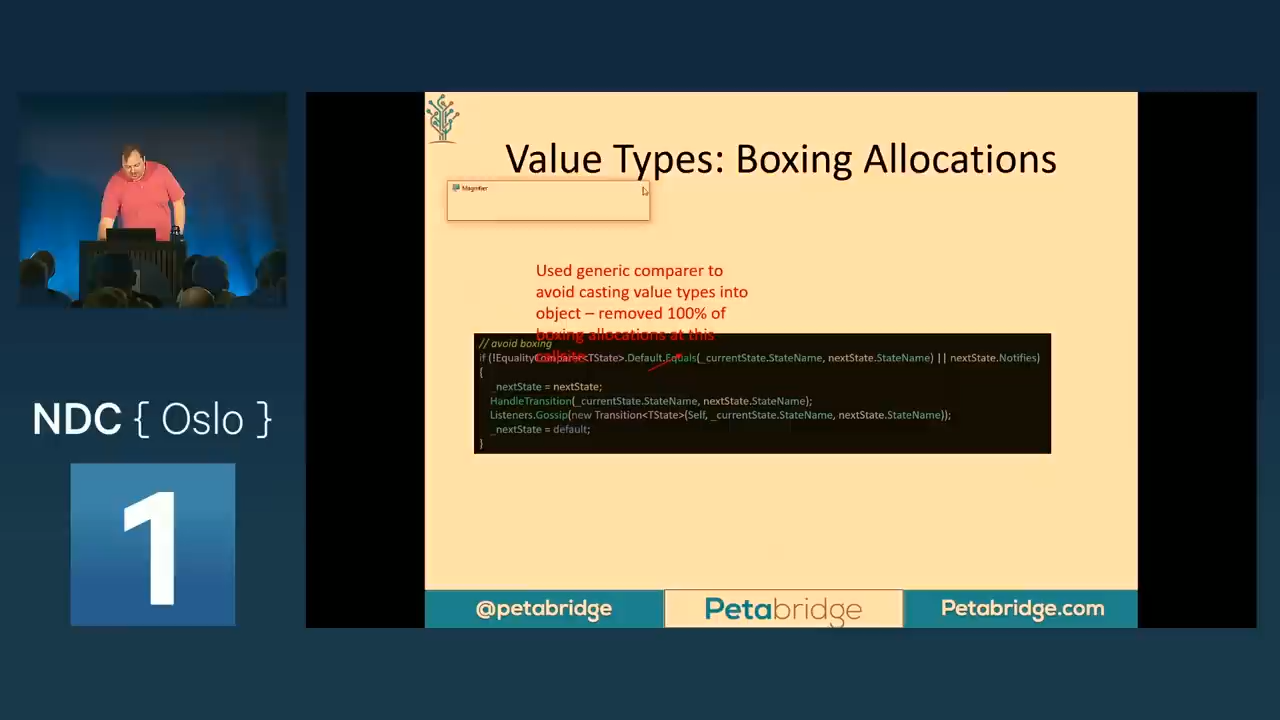 Value Types: Boxing Allocations
Magnifier
Used generic comparer to
avoid casting value types into
object – removed 100% of
boxing allocations at this
callsite
// avoid boxing
if (!EqualityComparer<TState>.Default.Equals(_currentState.StateName, nextState.StateName) || nextState.Notifies)
{
_nextState = nextState;
HandleTransition(_currentState.StateName, nextState.StateName);
Listeners.Gossip(new Transition<TState>(Self, _currentState.StateName, nextState.StateName));
_nextState = default;
}
NDC { Oslo }
1
@petabridge
Petabridge
Petabridge.com